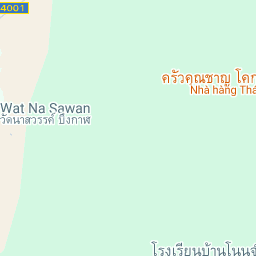 4001
ครัวคุณชาญ โคก
Nhà hàng Thá
Wat Na Sawan
วัดนาสวรรค์ บึงกาฬ
โรงเรียนบ้านโนนจำ